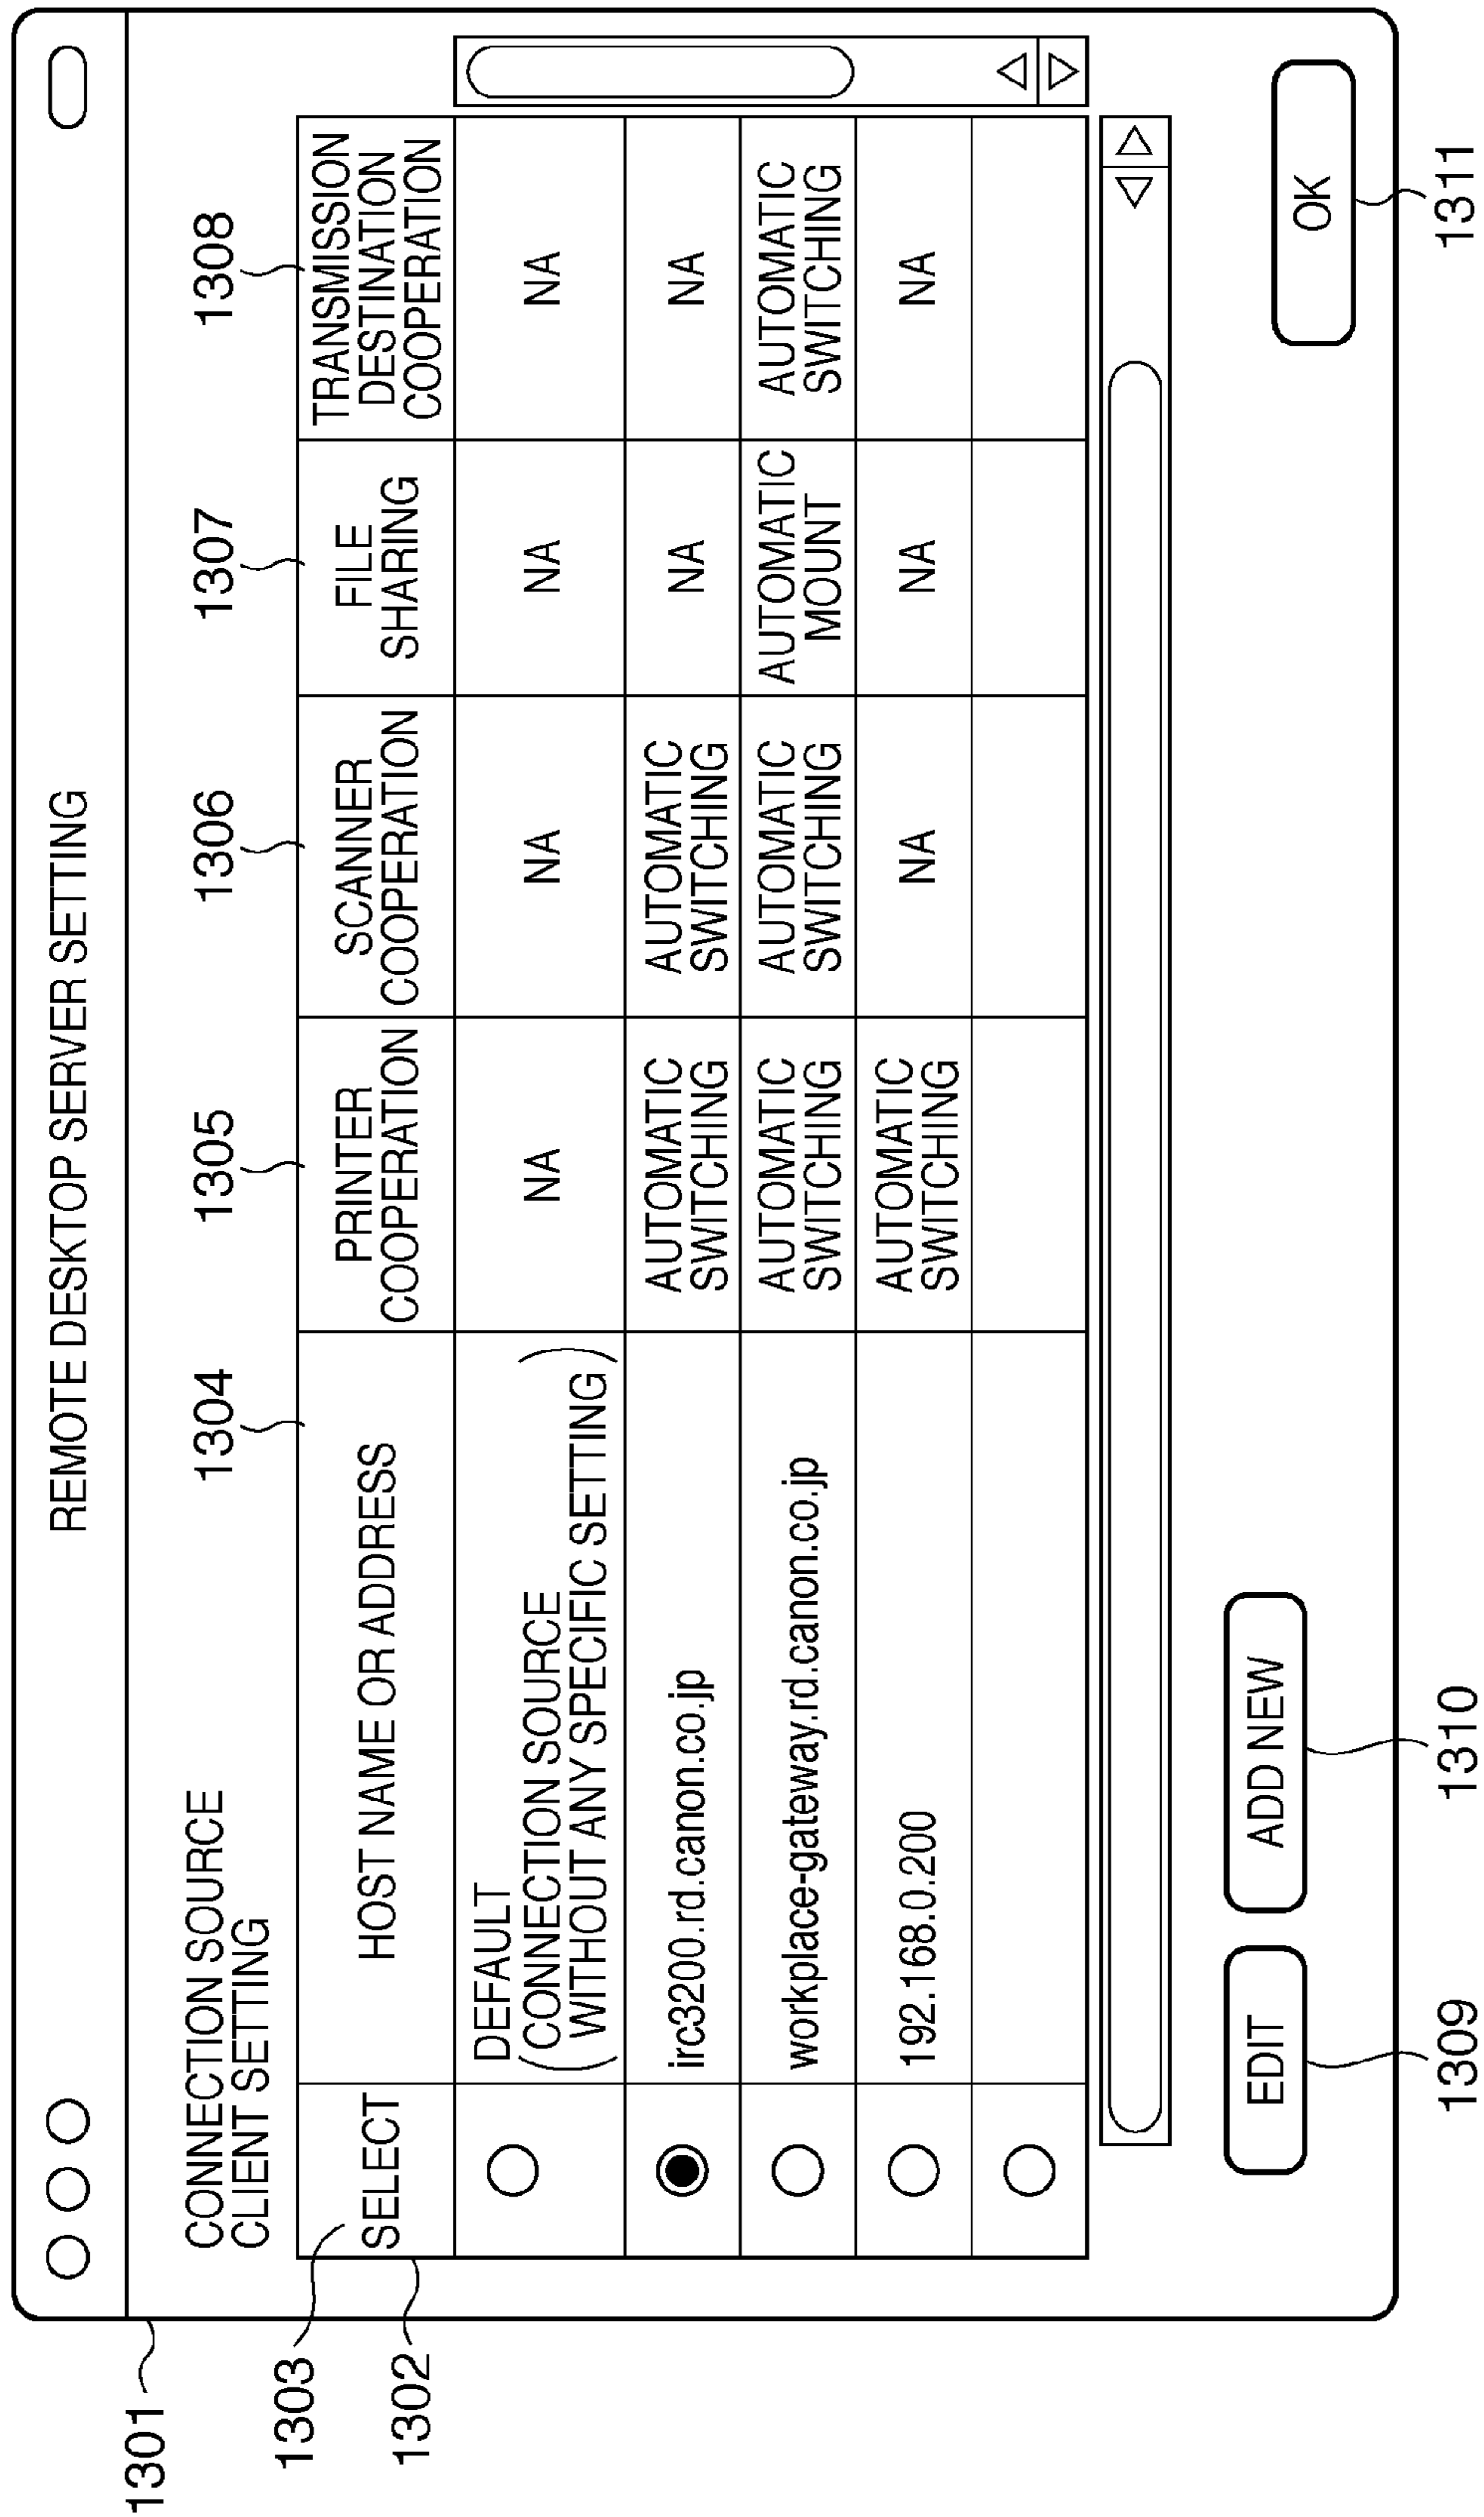 REMOTE DESKTOP SERVER SETTING
1301
CONNECTION SOURCE
CLIENT SETTING
1303
1304
1305
1306
1307
1308
1302
SELECT
HOST NAME OR ADDRESS
PRINTER
COOPERATION
SCANNER
COOPERATION
FILE
SHARING
TRANSMISSION
DESTINATION
COOPERATION
DEFAULT
(CONNECTION SOURCE
WITHOUT ANY SPECIFIC SETTING)
NA
NA
NA
NA
irc3200.rd.canon.co.jp
AUTOMATIC
SWITCHING
AUTOMATIC
SWITCHING
NA
NA
workplace-gateway.rd.canon.co.jp
AUTOMATIC
SWITCHING
AUTOMATIC
SWITCHING
AUTOMATIC
MOUNT
AUTOMATIC
SWITCHING
192.168.0.200
AUTOMATIC
SWITCHING
NA
NA
NA
EDIT
ADD NEW
OK
1309
1310
1311